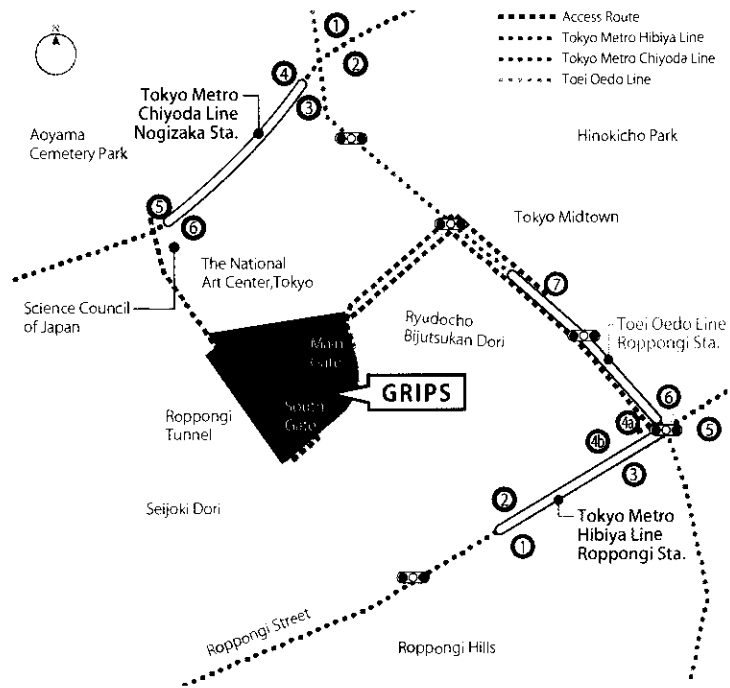 N
Access Route
Tokyo Metro Hibiya Line
Tokyo Metro Chiyoda Line
Toei Oedo Line
1
2
4
3
Tokyo Metro
Chiyoda Line
Nogizaka Sta.
Aoyama
Cemetery Park
Hinokicho Park
5
6
Tokyo Midtown
The National
Art Center,Tokyo
Science Council
of Japan
7
Ryudocho
Bijutsukan Dori
Toei Oedo Line
Roppongi Sta.
Main
Gate
GRIPS
South
Gate
Roppongi
Tunnel
6
4a
5
4b
3
Seijoki Dori
2
1
Tokyo Metro
Hibiya Line
Roppongi Sta.
Roppongi Street
Roppongi Hills